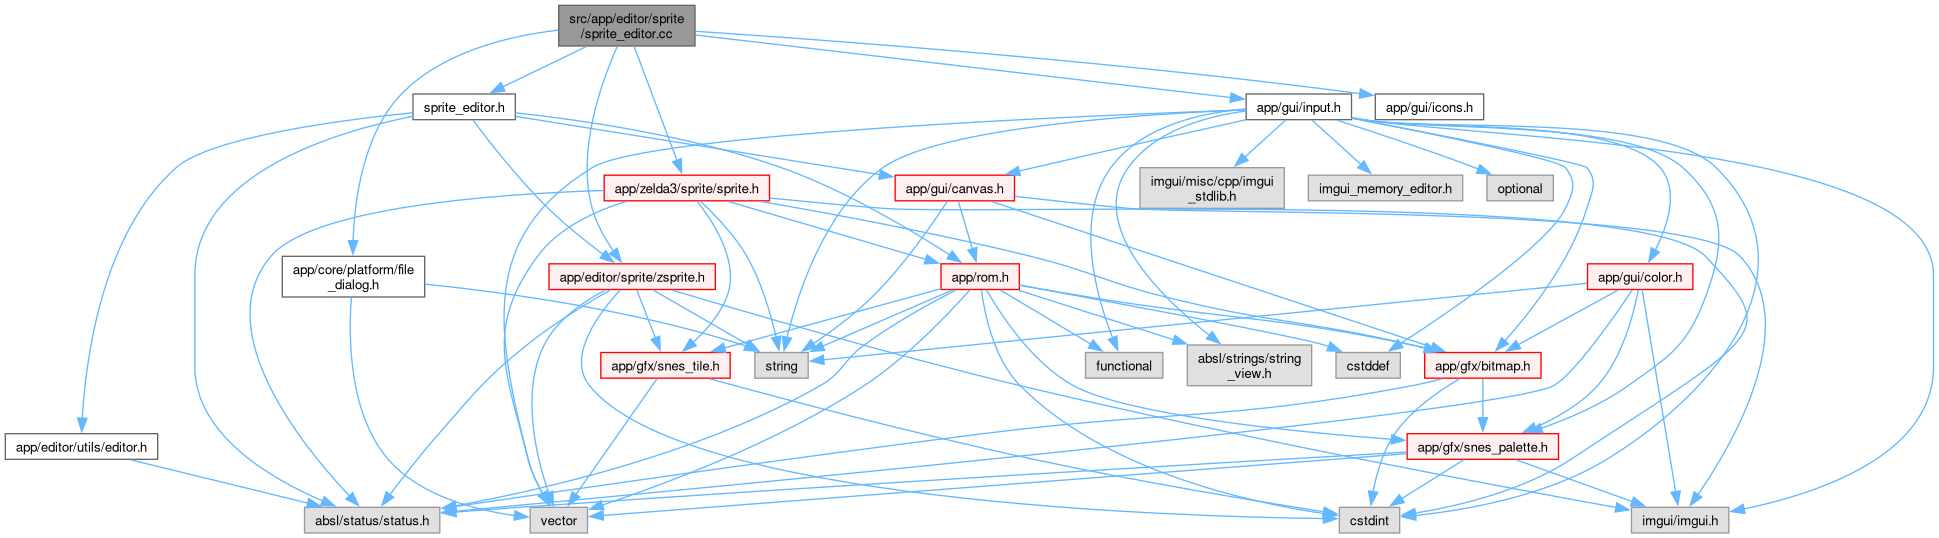 src/app/editor/sprite
/sprite_editor.cc
sprite_editor.h
app/gui/input.h
app/gui/icons.h
app/zelda3/sprite/sprite.h
app/gui/canvas.h
imgui/misc/cpp/imgui
_stdlib.h
imgui_memory_editor.h
optional
app/core/platform/file
_dialog.h
app/editor/sprite/zsprite.h
app/rom.h
app/gui/color.h
app/gfx/snes_tile.h
string
functional
absl/strings/string
_view.h
cstddef
app/gfx/bitmap.h
app/editor/utils/editor.h
app/gfx/snes_palette.h
absl/status/status.h
vector
cstdint
imgui/imgui.h